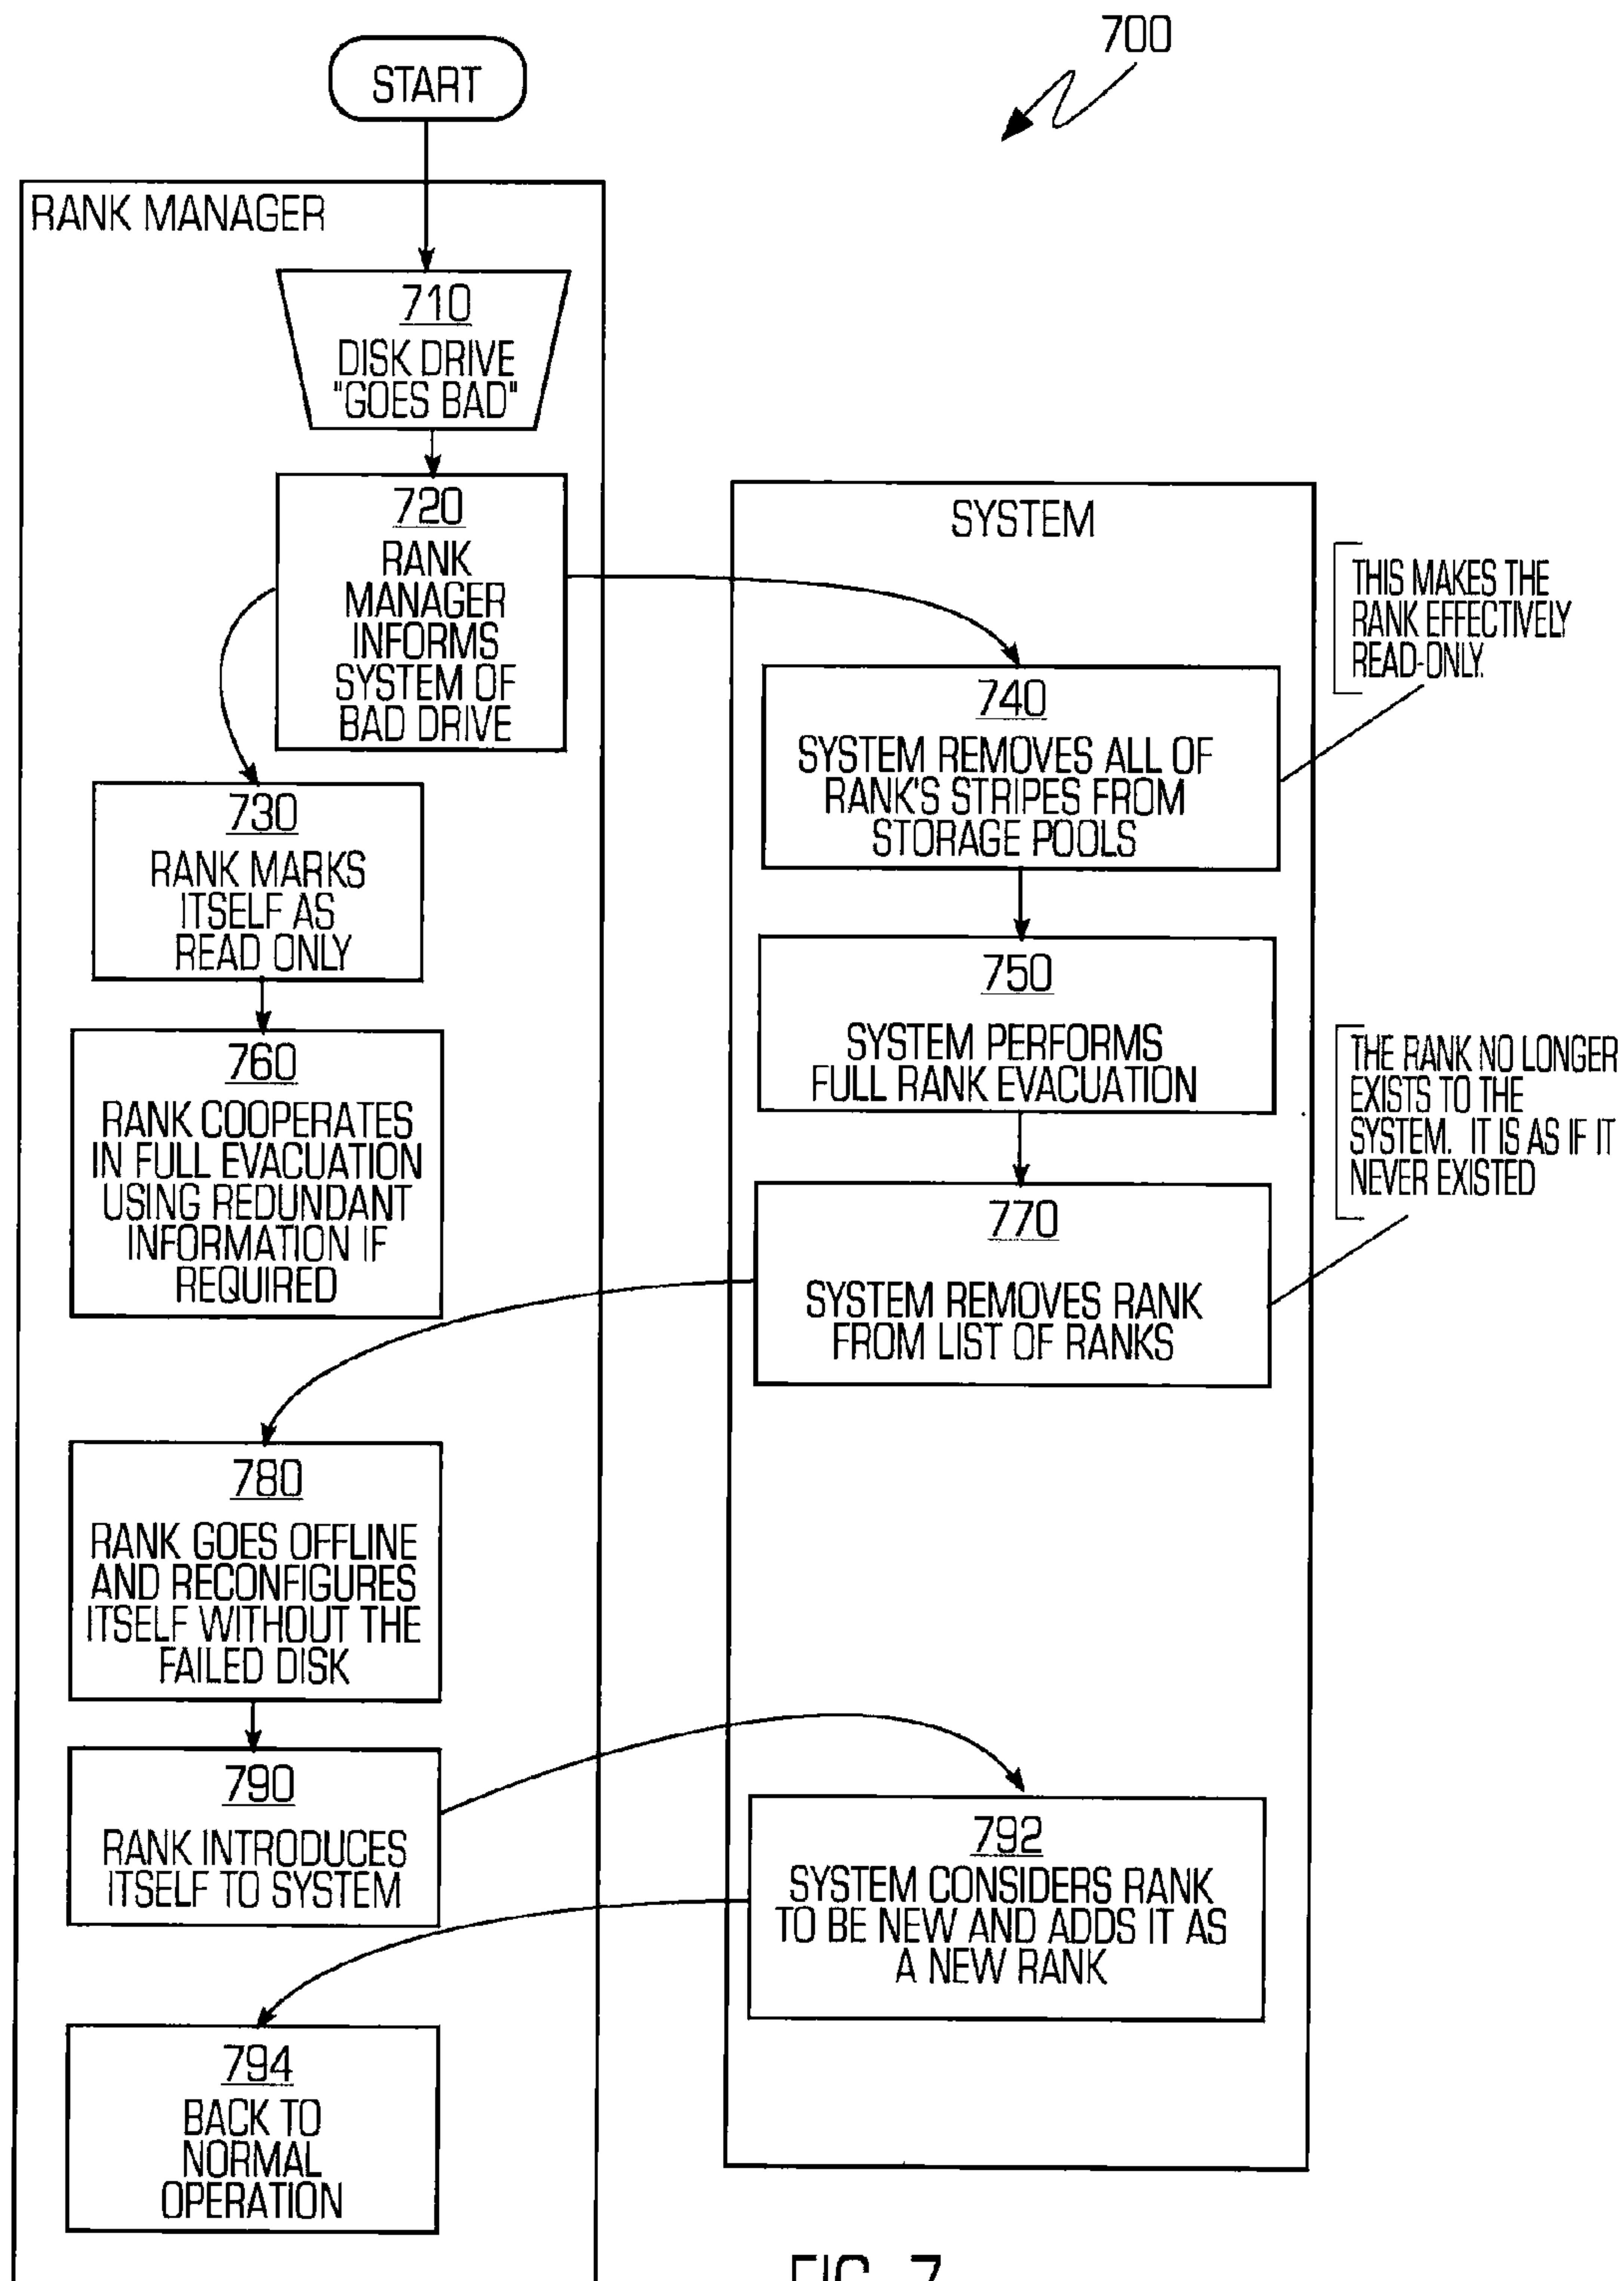 700
START
RANK MANAGER
710
DISK DRIVE
"GOES BAD"
720
RANK
MANAGER
INFORMS
SYSTEM OF
BAD DRIVE
SYSTEM
THIS MAKES THE
RANK EFFECTIVELY
READ-ONLY.
740
SYSTEM REMOVES ALL OF
RANK'S STRIPES FROM
STORAGE POOLS
730
RANK MARKS
ITSELF AS
READ ONLY
750
SYSTEM PERFORMS
FULL RANK EVACUATION
760
RANK COOPERATES
IN FULL EVACUATION
USING REDUNDANT
INFORMATION IF
REQUIRED
THE RANK NO LONGER
EXISTS TO THE
SYSTEM. IT IS AS IF IT
NEVER EXISTED
770
SYSTEM REMOVES RANK
FROM LIST OF RANKS
780
RANK GOES OFFLINE
AND RECONFIGURES
ITSELF WITHOUT THE
FAILED DISK
790
RANK INTRODUCES
ITSELF TO SYSTEM
792
SYSTEM CONSIDERS RANK
TO BE NEW AND ADDS IT AS
A NEW RANK
794
BACK TO
NORMAL
OPERATION
FIG. 7